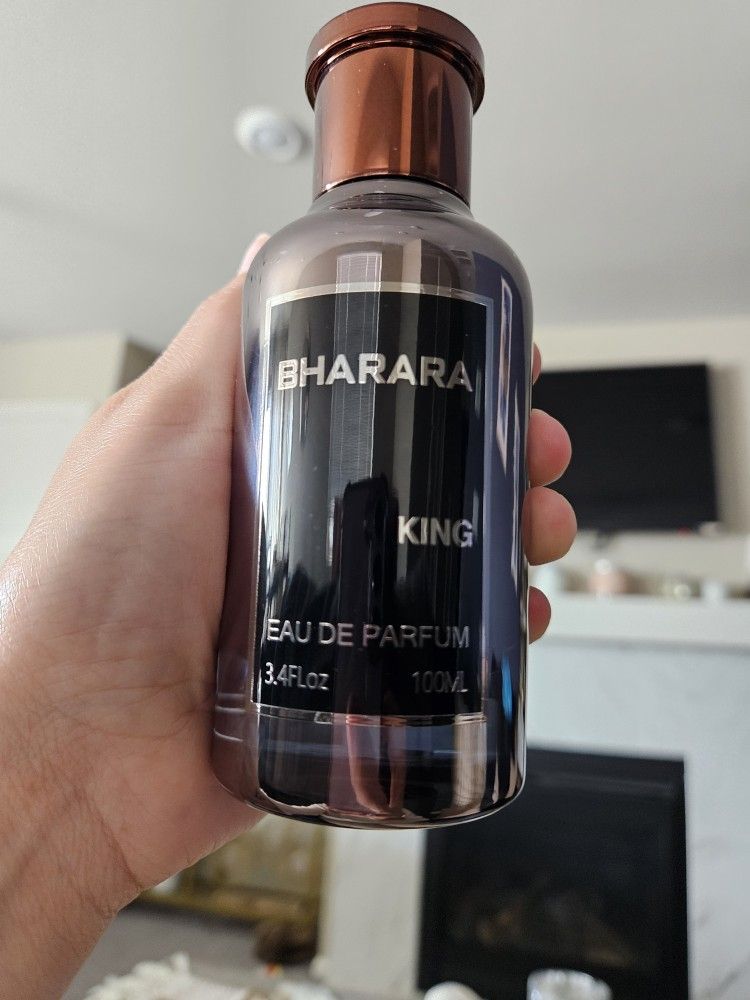 BHARARA
KING
EAU DE PARFUM
3.4FLoz 100ML